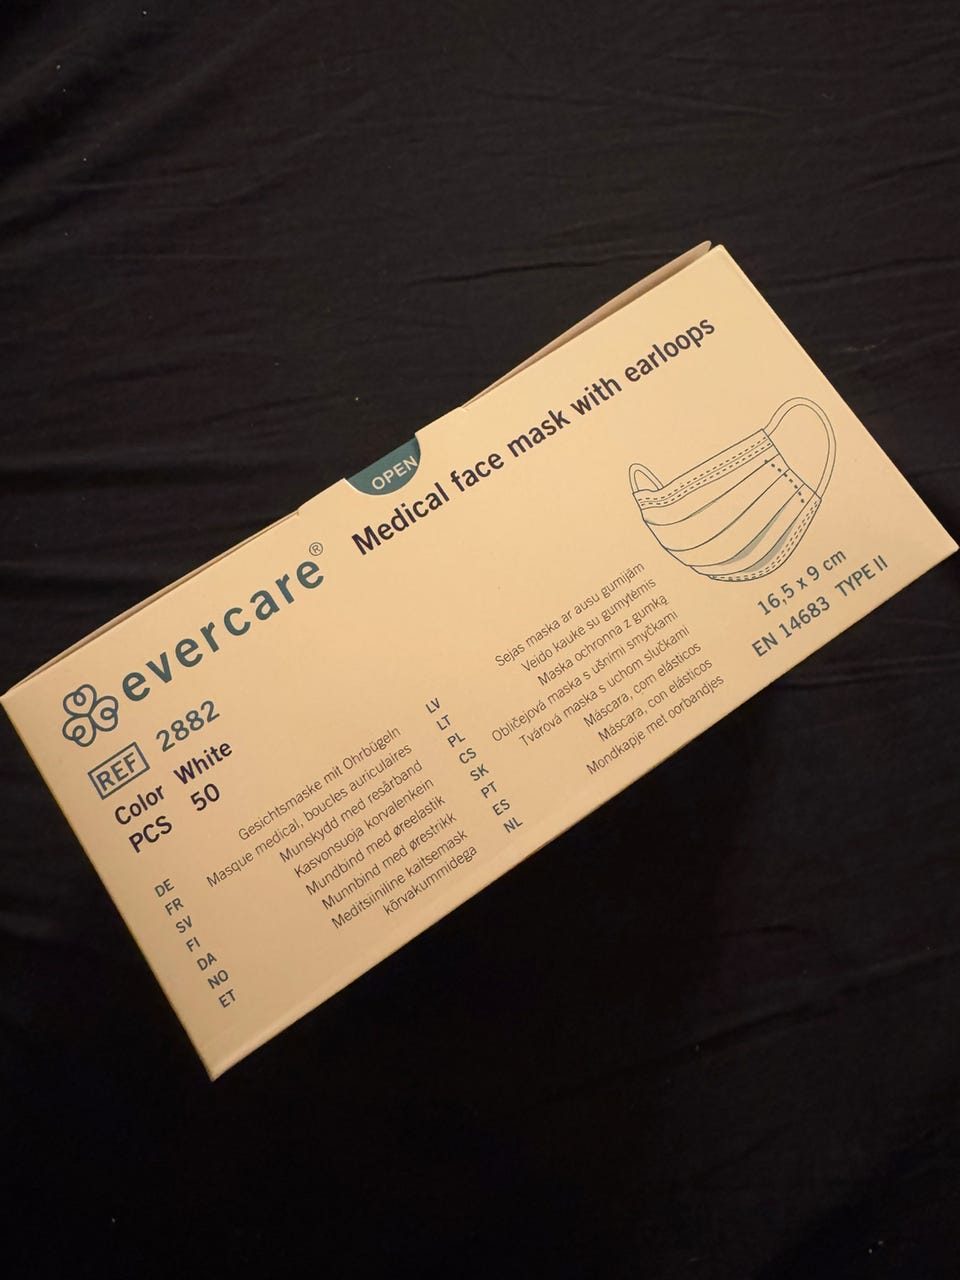 OPEN
evercare®
Medical face mask with earloops
REF 2882
Color White
PCS 50
DE Gesichtsmaske mit Ohrbügeln
FR Masque medical, boucles auriculaires
SV Munskydd med resårband
FI Kasvonsuoja korvalenkein
DA Mundbind med øreelastik
NO Munnbind med ørestrikk
ET Meditsiiniline kaitsemask
kõrvakummidega
LV Sejas maska ar ausu gumijām
LT Veido kaukė su gumytėmis
PL Maska ochronna z gumką
CS Obličejová maska s ušními smyčkami
SK Tvárová maska s uchom slučkami
PT Máscara, com elásticos
ES Máscara, con elásticos
NL Mondkapje met oorbandjes
16,5 x 9 cm
EN 14683 TYPE II